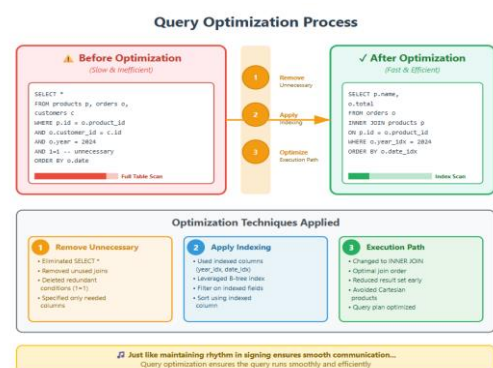 Query Optimization Process
⚠ Before Optimization
(Slow & Inefficient)
SELECT *
FROM products p, orders o,
customers c
WHERE p.id = o.product_id
AND o.customer_id = c.id
AND o.year = 2024
AND 1=1 -- unnecessary
ORDER BY o.date
Full Table Scan
1
Remove
Unnecessary
2
Apply
Indexing
3
Optimize
Execution Path
✓ After Optimization
(Fast & Efficient)
SELECT p.name,
o.total
FROM orders o
INNER JOIN products p
ON p.id = o.product_id
WHERE o.year_idx = 2024
ORDER BY o.date_idx
Index Scan
Optimization Techniques Applied
1 Remove Unnecessary
• Eliminated SELECT *
• Removed unused joins
• Deleted redundant
conditions (1=1)
• Specified only needed
columns
2 Apply Indexing
• Used indexed columns
(year_idx, date_idx)
• Leveraged B-tree index
• Filter on indexed fields
• Sort using indexed
column
3 Execution Path
• Changed to INNER JOIN
• Optimal join order
• Reduced result set early
• Avoided Cartesian
products
• Query plan optimized
🎵 Just like maintaining rhythm in signing ensures smooth communication...
Query optimization ensures the query runs smoothly and efficiently